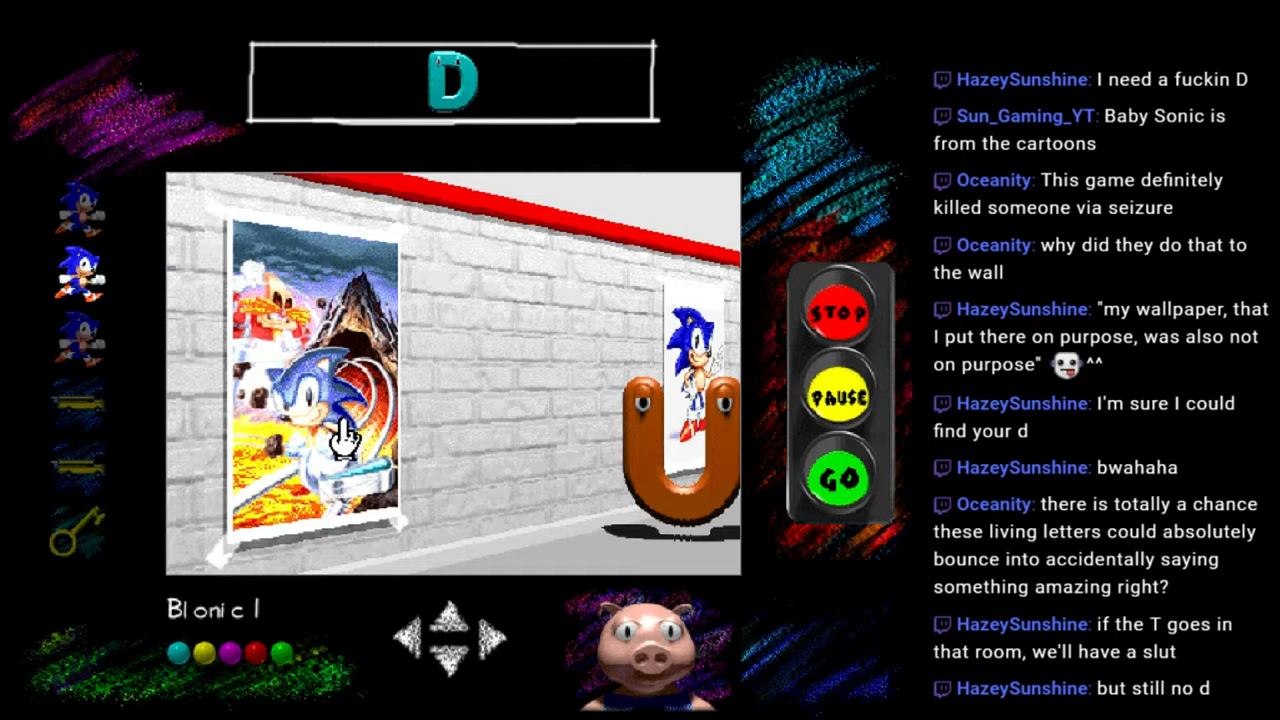 D
STOP
PAUSE
GO
U
Blonic l
HazeySunshine: I need a fuckin D
Sun_Gaming_YT: Baby Sonic is
from the cartoons
Oceanity: This game definitely
killed someone via seizure
Oceanity: why did they do that to
the wall
HazeySunshine: "my wallpaper, that
I put there on purpose, was also not
on purpose" ^^
HazeySunshine: I'm sure I could
find your d
HazeySunshine: bwahaha
Oceanity: there is totally a chance
these living letters could absolutely
bounce into accidentally saying
something amazing right?
HazeySunshine: if the T goes in
that room, we'll have a slut
HazeySunshine: but still no d